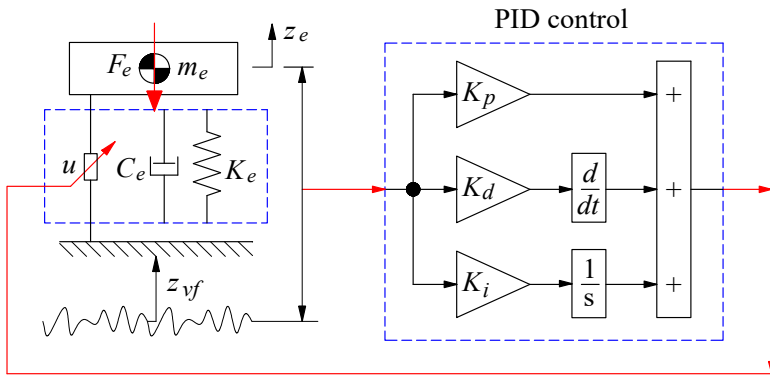 PID control
z_e
F_e m_e
K_p +
u C_e K_e
K_d d/dt +
z_vf
K_i 1/s +